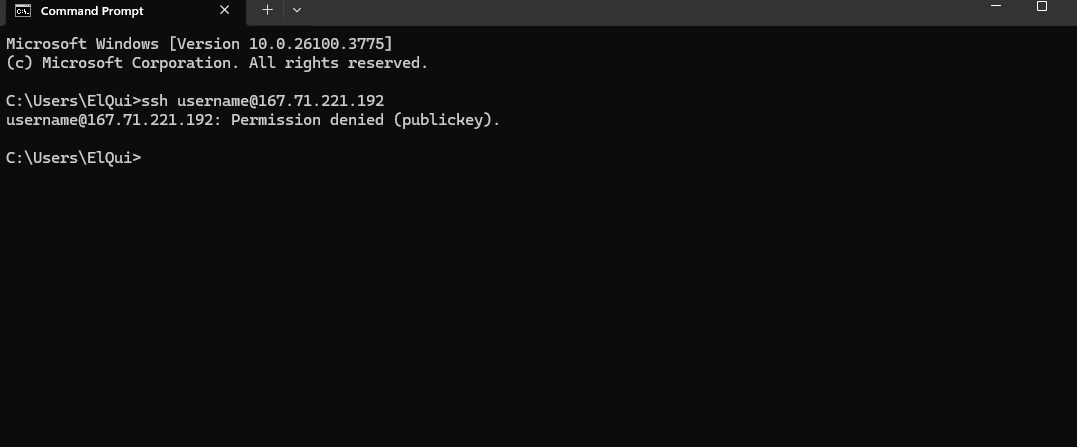 Command Prompt
Microsoft Windows [Version 10.0.26100.3775]
(c) Microsoft Corporation. All rights reserved.
C:\Users\ElQui>ssh username@167.71.221.192
username@167.71.221.192: Permission denied (publickey).
C:\Users\ElQui>